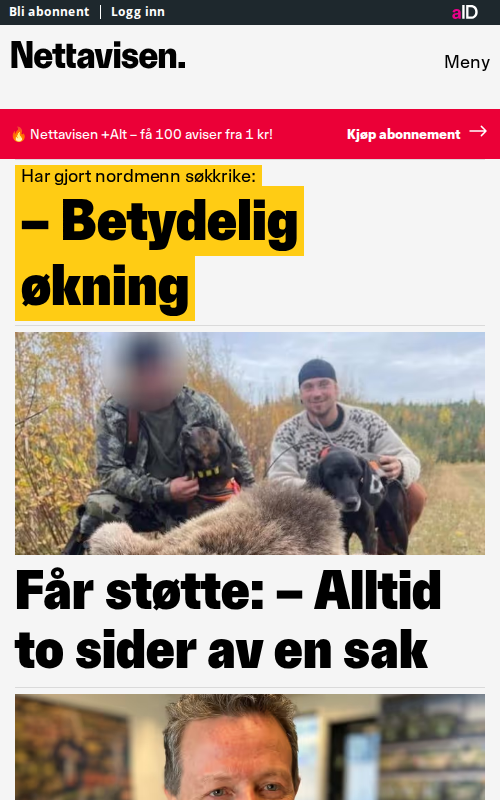 Bli abonnent | Logg inn
aID
Nettavisen.
Meny
🔥 Nettavisen +Alt – få 100 aviser fra 1 kr!
Kjøp abonnement →
Har gjort nordmenn søkkrike:
– Betydelig
økning
Får støtte: – Alltid
to sider av en sak